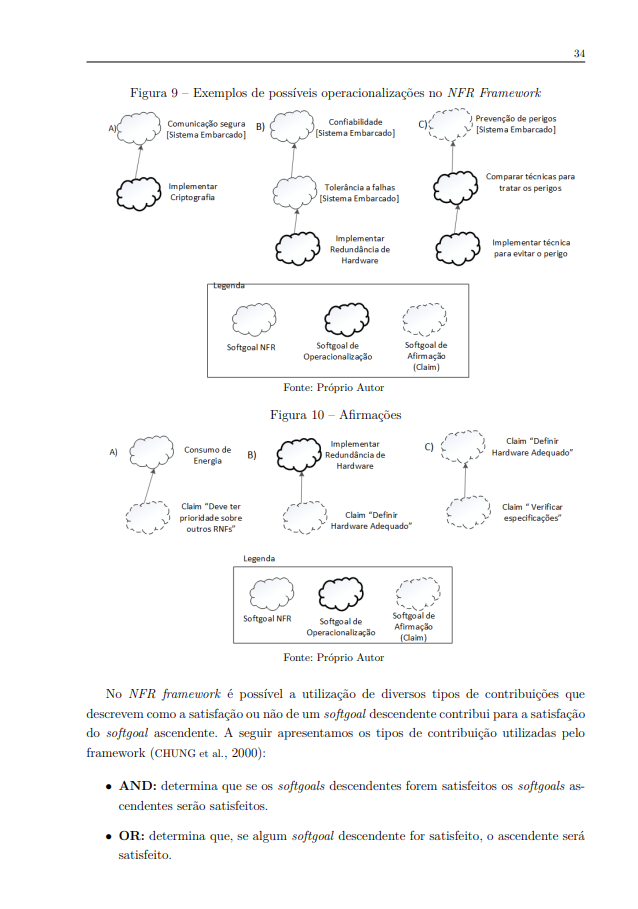 34
Figura 9 – Exemplos de possíveis operacionalizações no NFR Framework
A)
Comunicação segura
[Sistema Embarcado]
Implementar
Criptografia
B)
Confiabilidade
[Sistema Embarcado]
Tolerância a falhas
[Sistema Embarcado]
Implementar
Redundância de
Hardware
C)
Prevenção de perigos
[Sistema Embarcado]
Comparar técnicas para
tratar os perigos
Implementar técnica
para evitar o perigo
Legenda
Softgoal NFR
Softgoal de
Operacionalização
Softgoal de
Afirmação
(Claim)
Fonte: Próprio Autor
Figura 10 – Afirmações
A)
Consumo de
Energia
Claim “Deve ter
prioridade sobre
outros RNFs”
B)
Implementar
Redundância de
Hardware
Claim “Definir
Hardware Adequado”
C)
Claim “Definir
Hardware Adequado”
Claim “ Verificar
especificações”
Legenda
Softgoal NFR
Softgoal de
Operacionalização
Softgoal de
Afirmação
(Claim)
Fonte: Próprio Autor
No NFR framework é possível a utilização de diversos tipos de contribuições que
descrevem como a satisfação ou não de um softgoal descendente contribui para a satisfação
do softgoal ascendente. A seguir apresentamos os tipos de contribuição utilizadas pelo
framework (CHUNG et al., 2000):
• AND: determina que se os softgoals descendentes forem satisfeitos os softgoals as-
cendentes serão satisfeitos.
• OR: determina que, se algum softgoal descendente for satisfeito, o ascendente será
satisfeito.